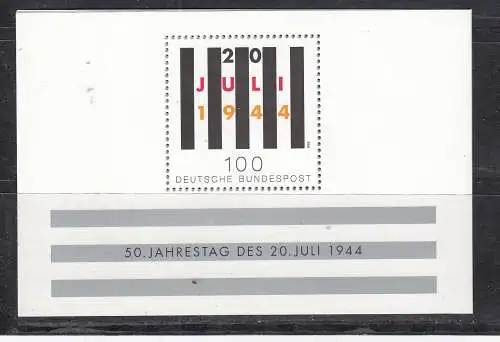 20
JULI
1944
100
DEUTSCHE BUNDESPOST
50.JAHRESTAG DES 20.JULI 1944